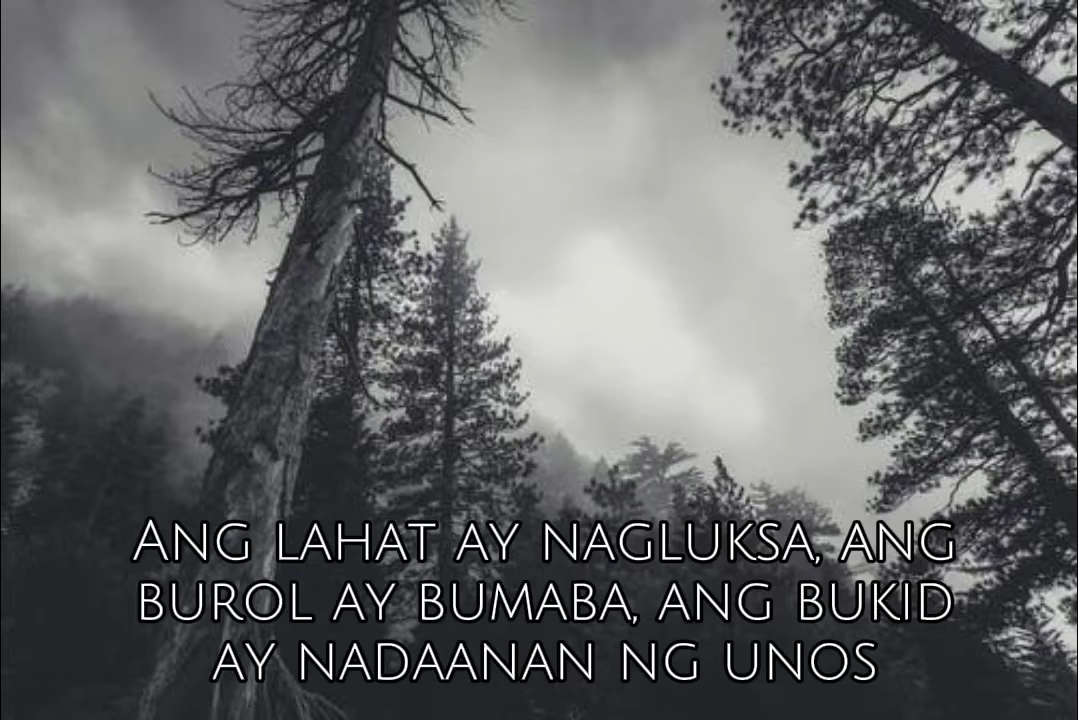 Ang lahat ay nagluksa, ang
burol ay bumaba, ang bukid
ay nadaanan ng unos